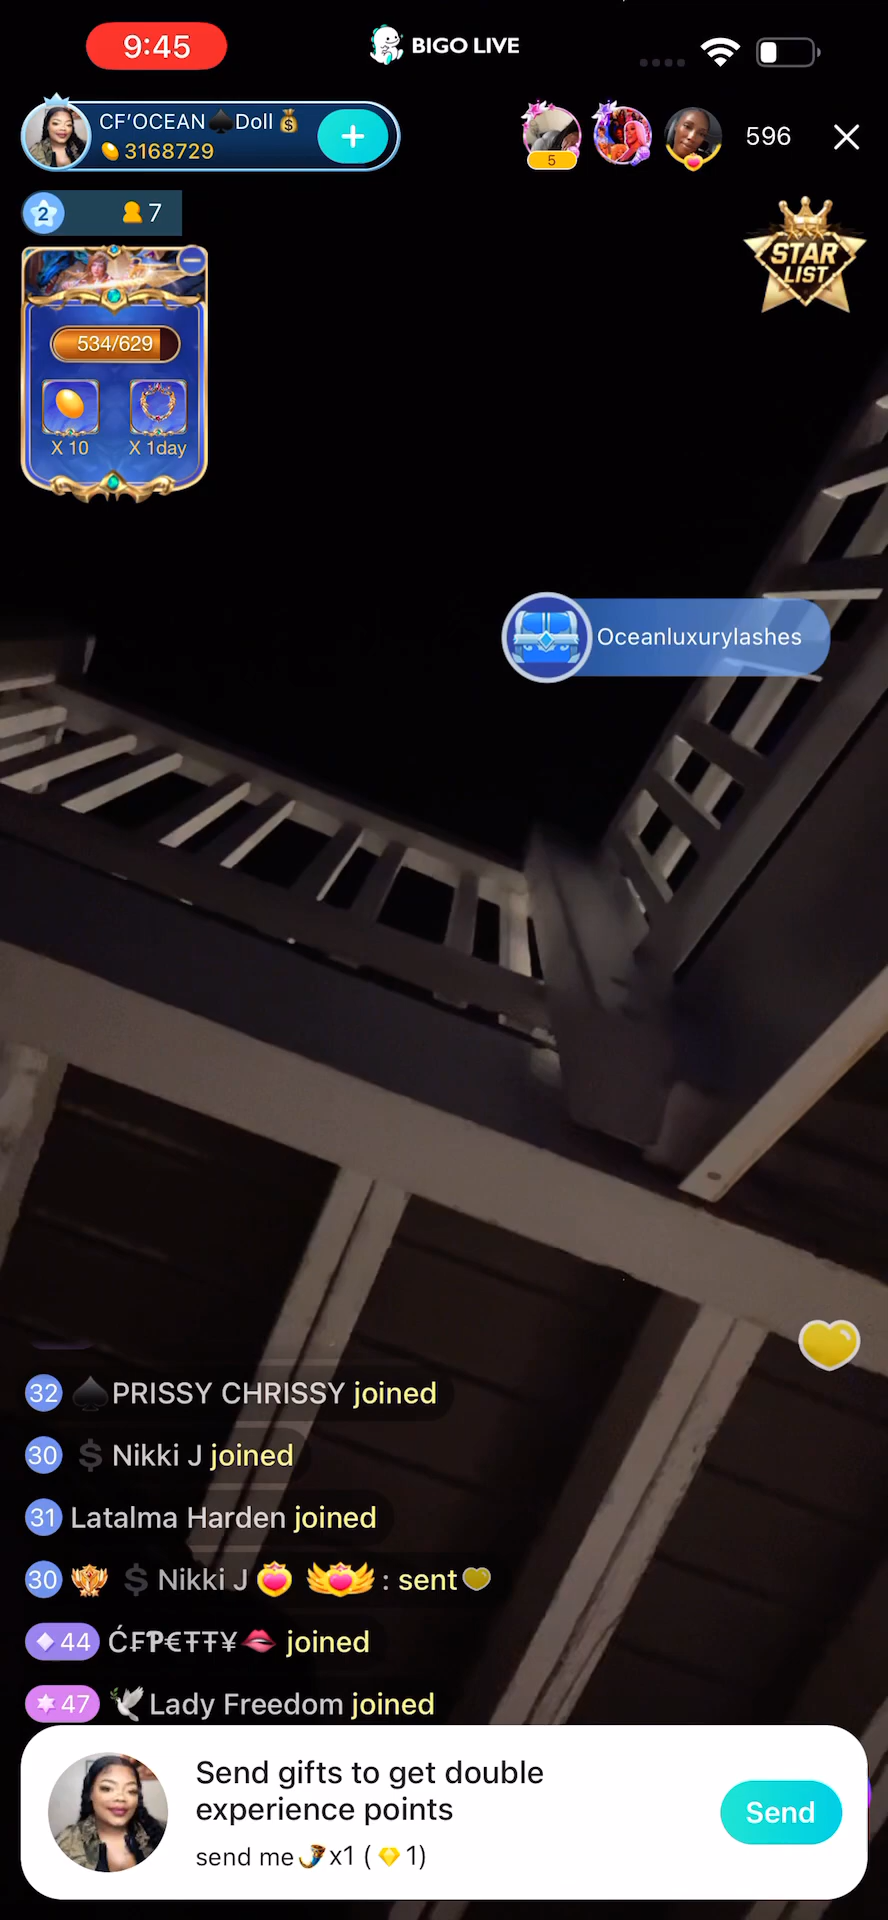 9:45
BIGO LIVE
CF'OCEAN♠️Doll💰
3168729
5
596
2
7
STAR
LIST
534/629
X 10
X 1day
Oceanluxurylashes
32 ♠️PRISSY CHRISSY joined
30 💲 Nikki J joined
31 Latalma Harden joined
30 💲 Nikki J : sent💛
44 Ć₣Ƥ€ŦŦ¥💋 joined
47 🕊️Lady Freedom joined
Send gifts to get double
experience points
send me x1 ( 1)
Send